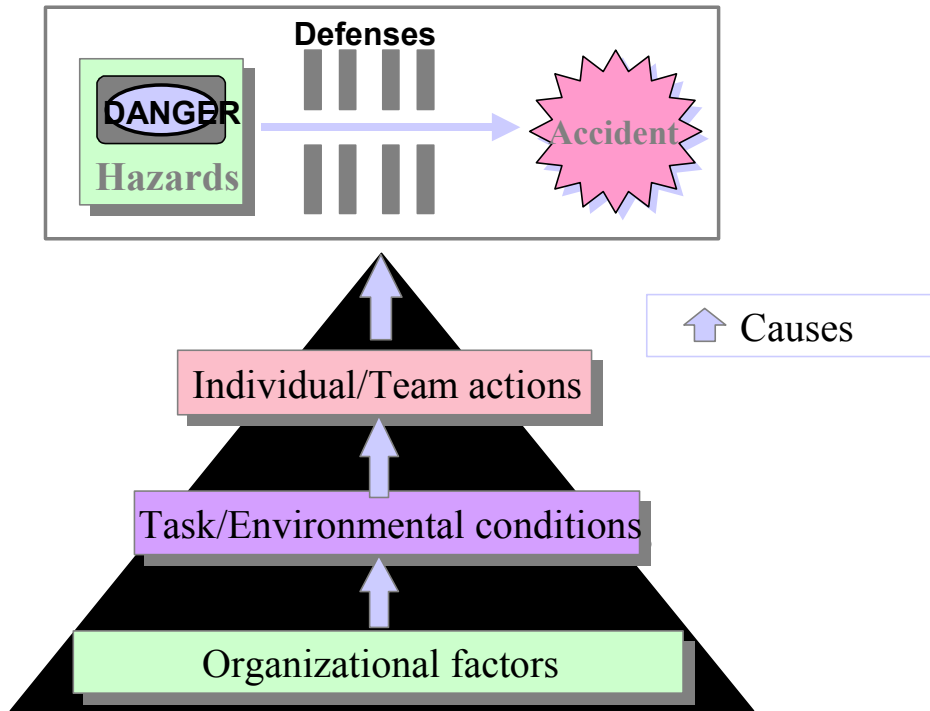 Defenses
DANGER
Hazards
Accident
Causes
Individual/Team actions
Task/Environmental conditions
Organizational factors